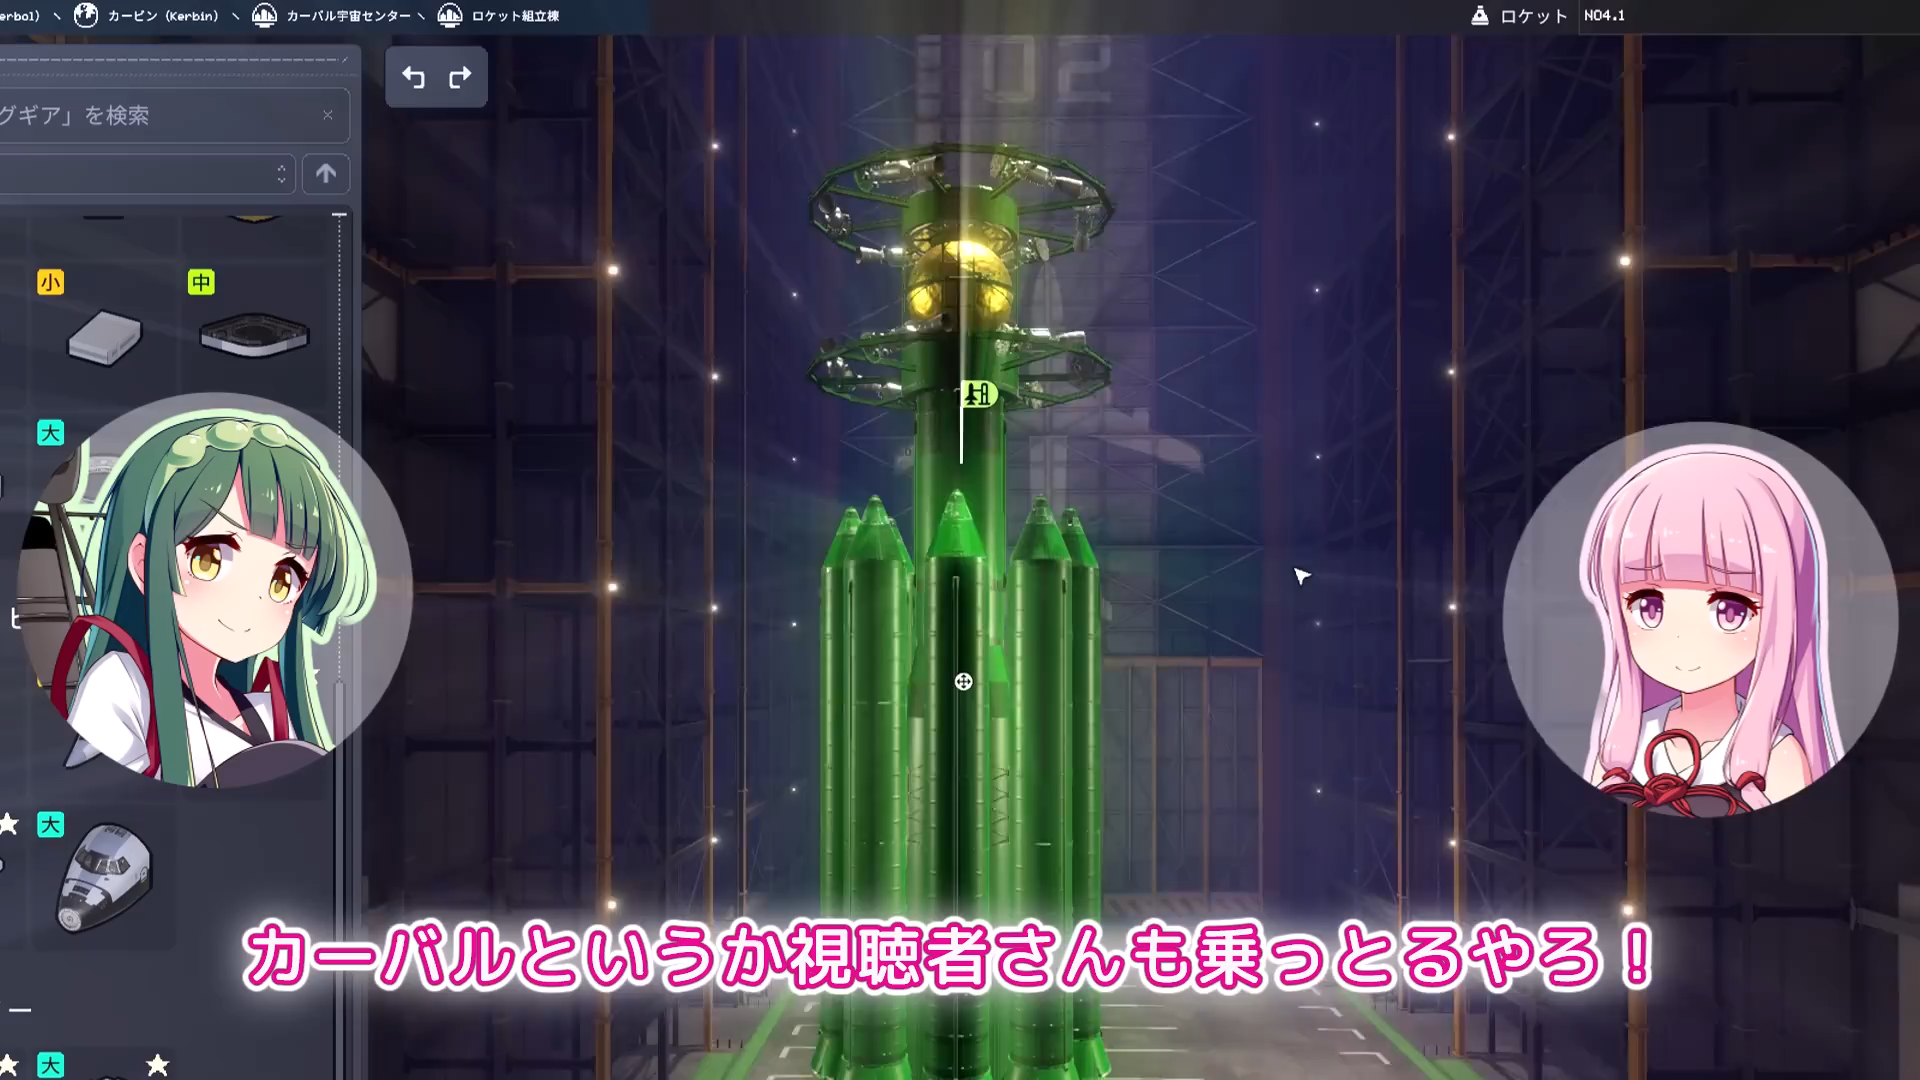 erbol) \ カービン (Kerbin) \ カーバル宇宙センター \ ロケット組立棟
ロケット NO4.1
グギア」を検索
02
小 中
大
大
大
カーバルというか視聴者さんも乗っとるやろ！